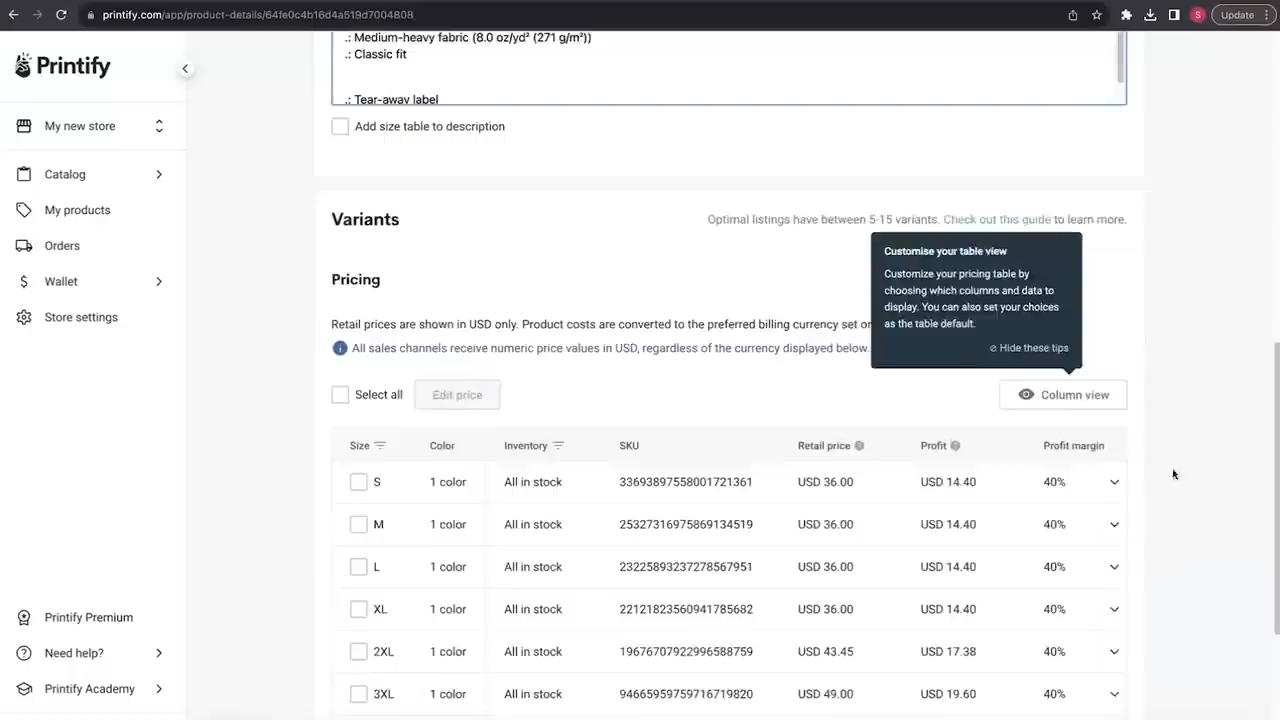 printify.com/app/product-details/64fe0c4b16d4a519d7004808
S
Update
Printify
My new store
Catalog
My products
Orders
Wallet
Store settings
Printify Premium
Need help?
Printify Academy
.: Medium-heavy fabric (8.0 oz/yd² (271 g/m²))
.: Classic fit
.: Tear-away label
Add size table to description
Variants
Optimal listings have between 5-15 variants. Check out this guide to learn more.
Customise your table view
Customize your pricing table by
choosing which columns and data to
display. You can also set your choices
as the table default.
Hide these tips
Pricing
Retail prices are shown in USD only. Product costs are converted to the preferred billing currency set
All sales channels receive numeric price values in USD, regardless of the currency displayed below.
Select all
Edit price
Column view
Size Color Inventory SKU Retail price Profit Profit margin
S 1 color All in stock 33693897558001721361 USD 36.00 USD 14.40 40%
M 1 color All in stock 25327316975869134519 USD 36.00 USD 14.40 40%
L 1 color All in stock 23225893237278567951 USD 36.00 USD 14.40 40%
XL 1 color All in stock 22121823560941785682 USD 36.00 USD 14.40 40%
2XL 1 color All in stock 19676707922996588759 USD 43.45 USD 17.38 40%
3XL 1 color All in stock 94665959759716719820 USD 49.00 USD 19.60 40%